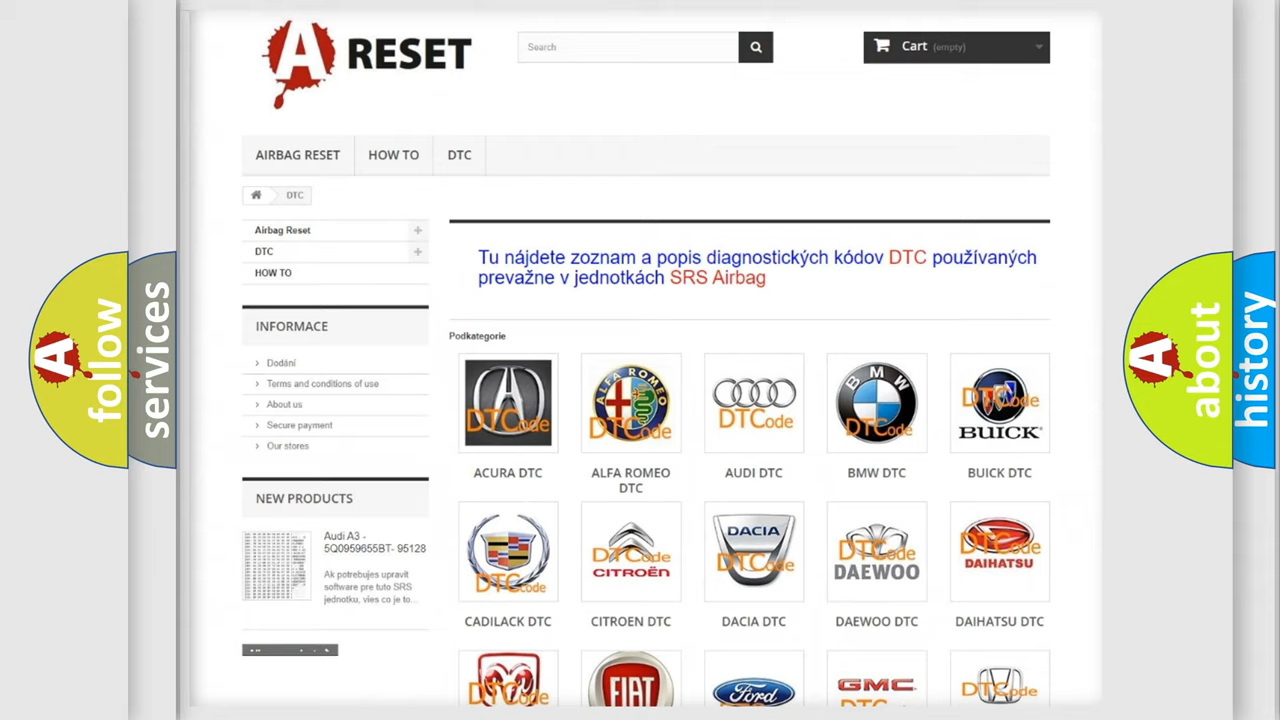 A RESET
Search
Cart (empty)
AIRBAG RESET
HOW TO
DTC
DTC
Airbag Reset
DTC
HOW TO
Tu nájdete zoznam a popis diagnostických kódov DTC používaných
prevažne v jednotkách SRS Airbag
INFORMACE
Dodání
Terms and conditions of use
About us
Secure payment
Our stores
NEW PRODUCTS
Audi A3 -
5Q0959655BT- 95128
Ak potrebujes upravit
software pre tuto SRS
jednotku, vies co je to...
Podkategorie
DTCode
ALFA ROMEO
DTCode
DTCode
BMW
DTCode
DTCode
BUICK
ACURA DTC
ALFA ROMEO
DTC
AUDI DTC
BMW DTC
BUICK DTC
DTCode
DTCode
CITROËN
DACIA
DTCode
DTCode
DAEWOO
DTCode
DAIHATSU
CADILACK DTC
CITROEN DTC
DACIA DTC
DAEWOO DTC
DAIHATSU DTC
DTCode
FIAT
Ford
GMC
DTCode
A
follow
services
A
about
history